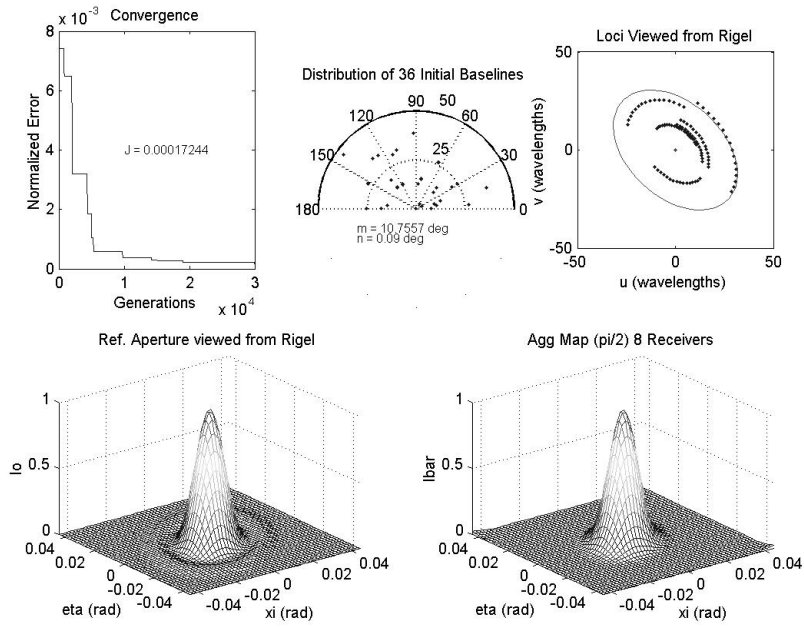 x 10^-3
Convergence
8
6
4
2
0
Normalized Error
J = 0.00017244
0 1 2 3
Generations
x 10^4
Distribution of 36 Initial Baselines
90 50
120 60
150 25 30
180 0
m = 10.7557 deg
n = 0.09 deg
Loci Viewed from Rigel
50
0
-50
v (wavelengths)
-50 0 50
u (wavelengths)
Ref. Aperture viewed from Rigel
1
0.5
0
Io
0.04
0.02
0
-0.02
-0.04
eta (rad)
-0.04
-0.02
0
0.02
0.04
xi (rad)
Agg Map (pi/2) 8 Receivers
1
0.5
0
Ibar
0.04
0.02
0
-0.02
-0.04
eta (rad)
-0.04
-0.02
0
0.02
0.04
xi (rad)